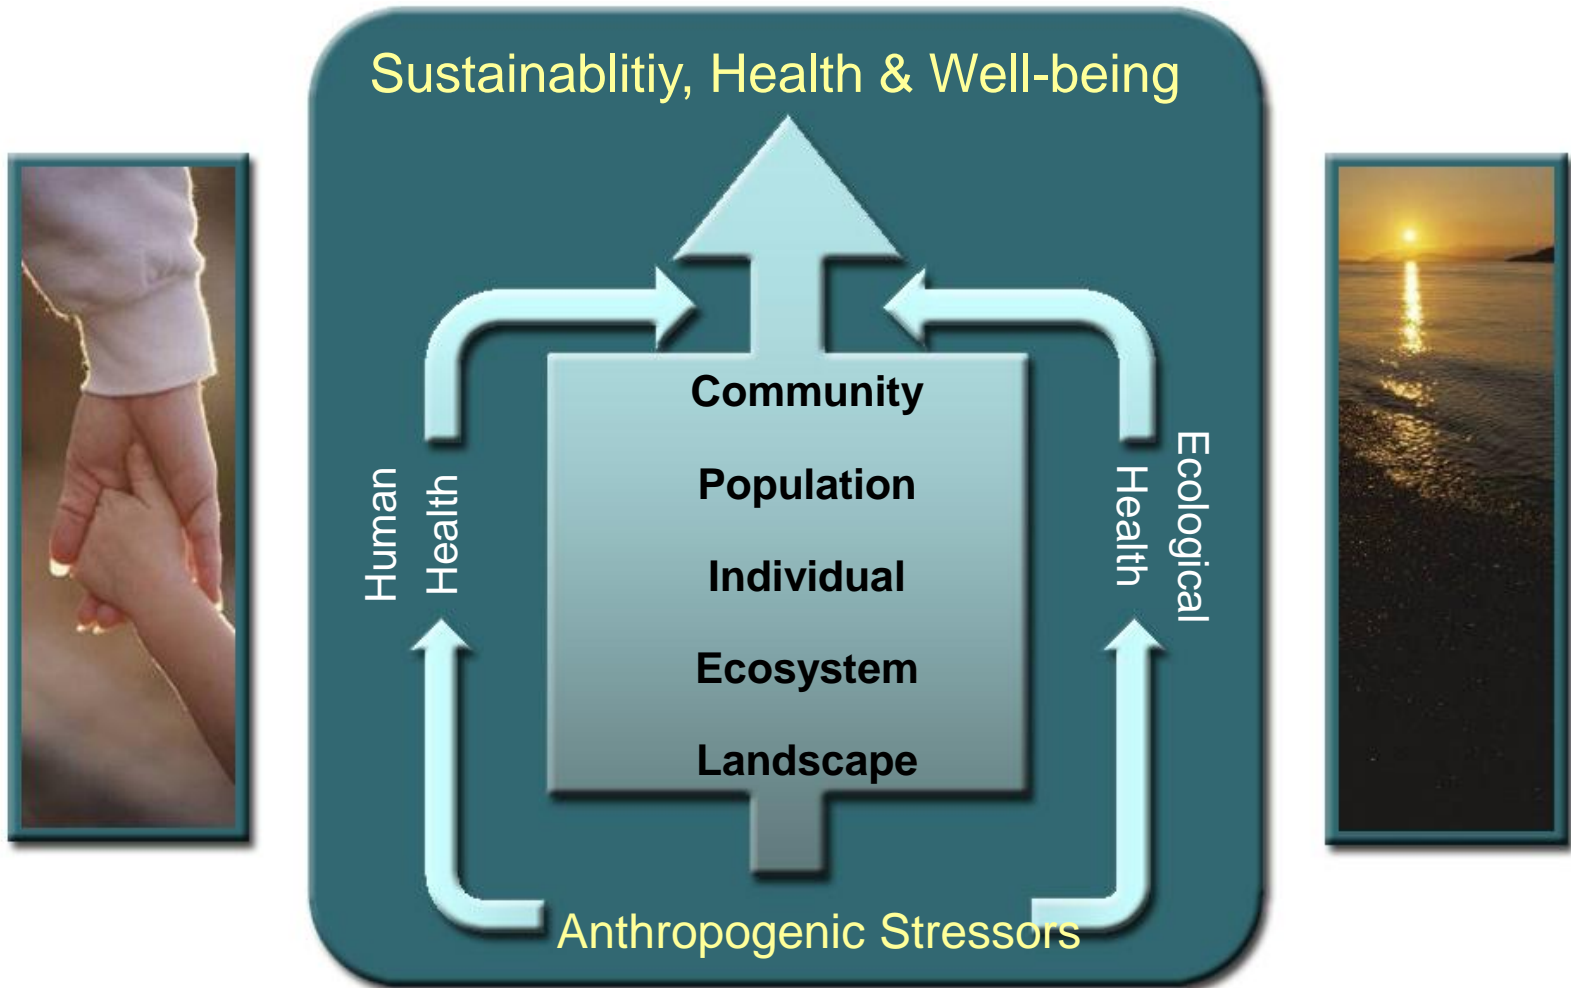 Sustainablitiy, Health & Well-being
Community
Population
Individual
Ecosystem
Landscape
Human
Health
Ecological
Health
Anthropogenic Stressors